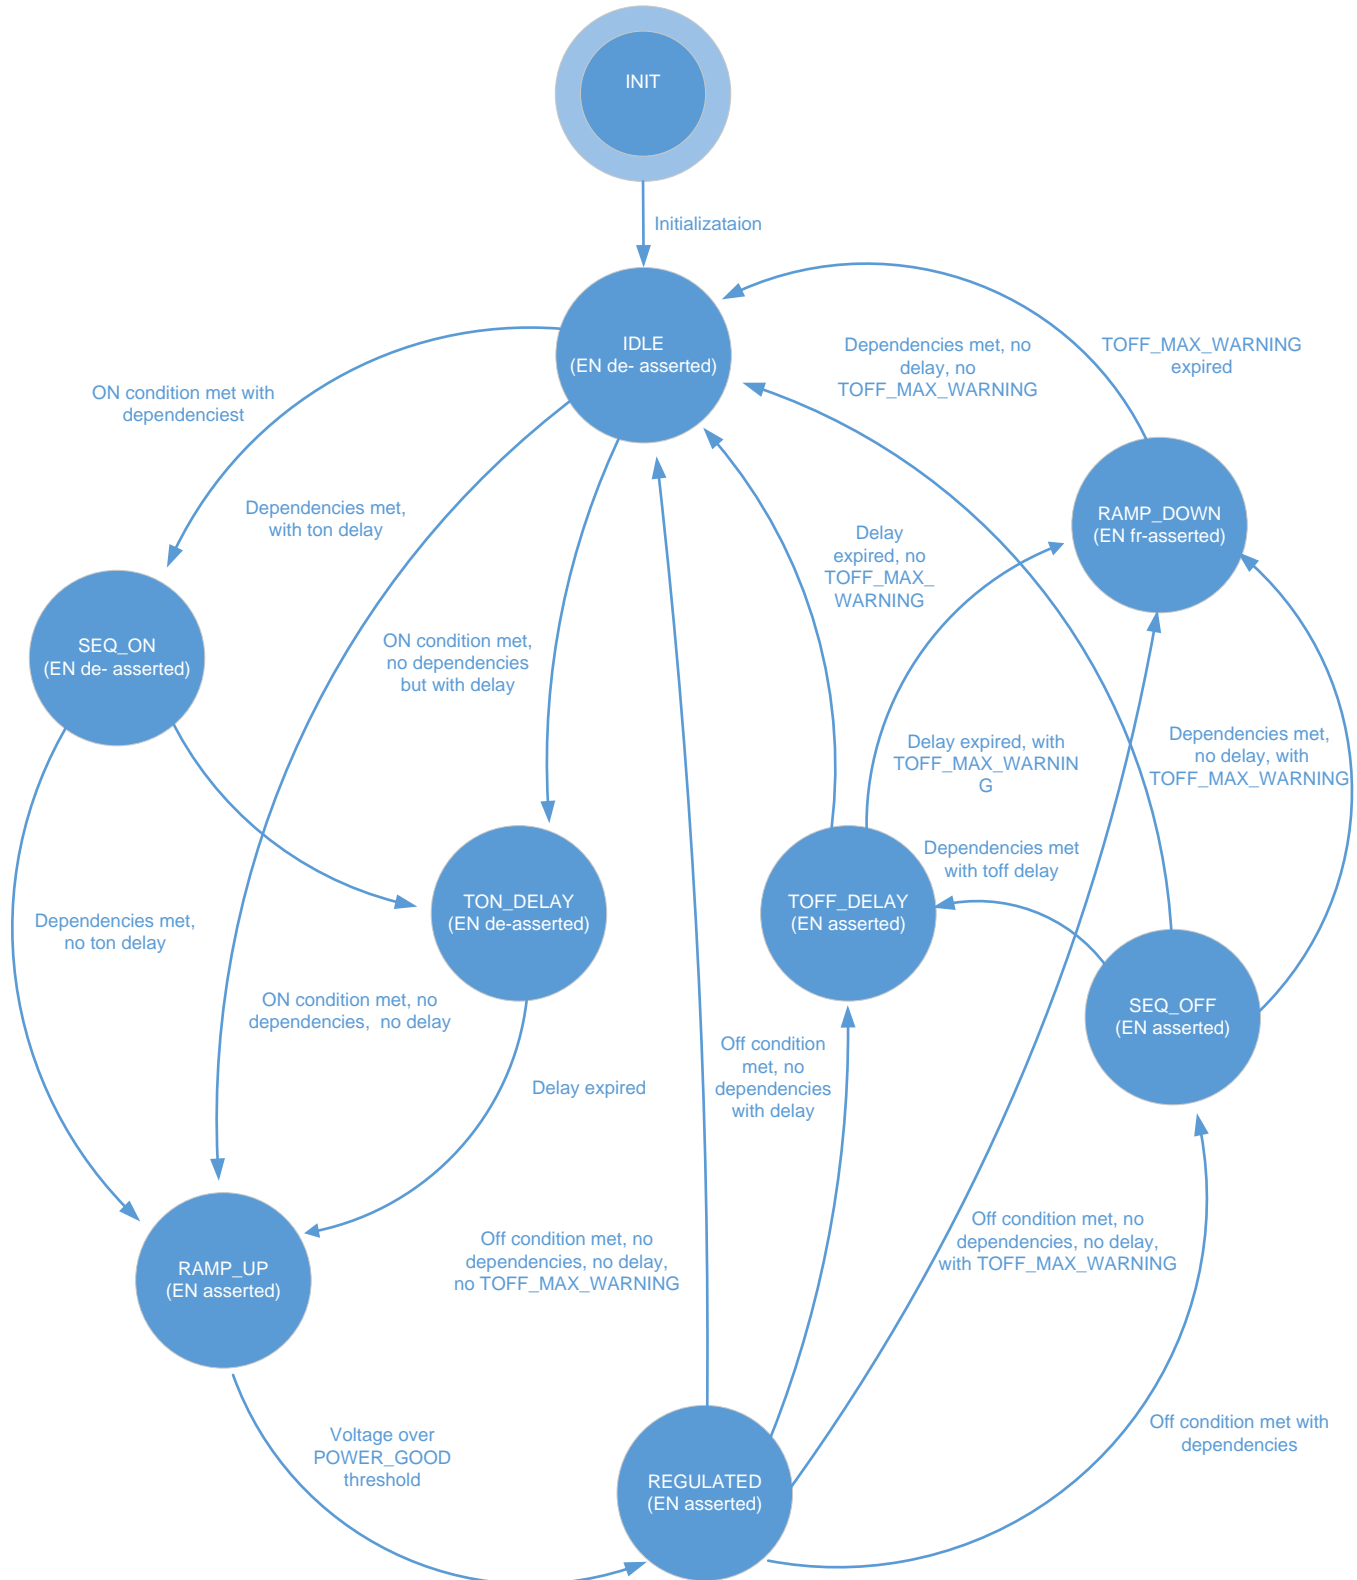 INIT
Initializataion
IDLE
(EN de- asserted)
Dependencies met, no
delay, no
TOFF_MAX_WARNING
TOFF_MAX_WARNING
expired
ON condition met with
dependenciest
Dependencies met,
with ton delay
RAMP_DOWN
(EN fr-asserted)
Delay
expired, no
TOFF_MAX_
WARNING
SEQ_ON
(EN de- asserted)
ON condition met,
no dependencies
but with delay
Delay expired, with
TOFF_MAX_WARNIN
G
Dependencies met,
no delay, with
TOFF_MAX_WARNING
Dependencies met
with toff delay
TON_DELAY
(EN de-asserted)
TOFF_DELAY
(EN asserted)
Dependencies met,
no ton delay
ON condition met, no
dependencies,  no delay
SEQ_OFF
(EN asserted)
Off condition
met, no
dependencies
with delay
Delay expired
RAMP_UP
(EN asserted)
Off condition met, no
dependencies, no delay,
no TOFF_MAX_WARNING
Off condition met, no
dependencies, no delay,
with TOFF_MAX_WARNING
Voltage over
POWER_GOOD
threshold
REGULATED
(EN asserted)
Off condition met with
dependencies